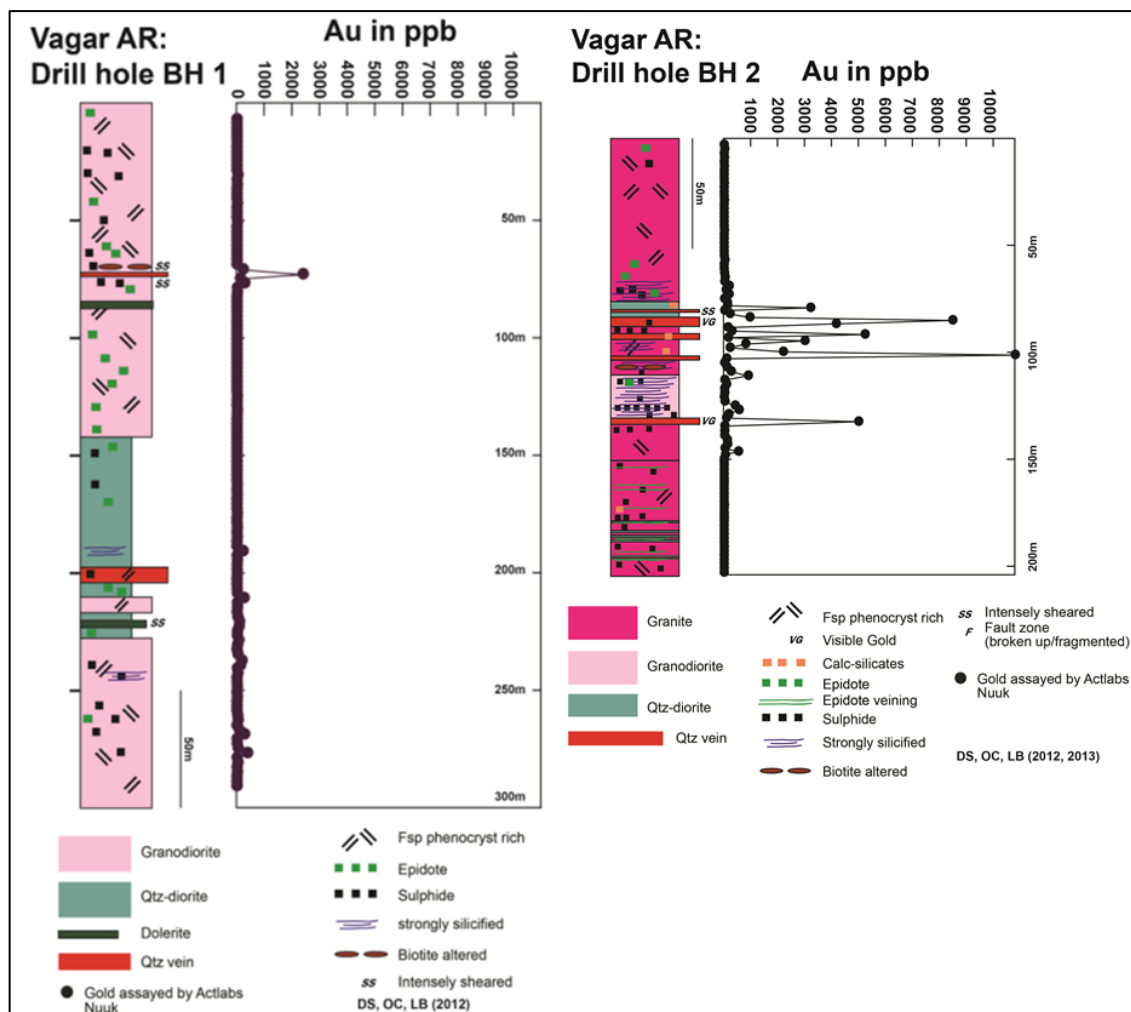 Vagar AR:
Drill hole BH 1
Au in ppb
0
1000
2000
3000
4000
5000
6000
7000
8000
9000
10000
SS
SS
50m
100m
150m
200m
SS
250m
50m
300m
Granodiorite
Qtz-diorite
Dolerite
Qtz vein
Gold assayed by Actlabs
Nuuk
Fsp phenocryst rich
Epidote
Sulphide
strongly silicified
Biotite altered
SS Intensely sheared
DS, OC, LB (2012)
Vagar AR:
Drill hole BH 2
Au in ppb
0
1000
2000
3000
4000
5000
6000
7000
8000
9000
10000
50m
50m
SS
VG
100m
VG
150m
200m
Granite
Granodiorite
Qtz-diorite
Qtz vein
Fsp phenocryst rich
VG Visible Gold
Calc-silicates
Epidote
Epidote veining
Sulphide
Strongly silicified
Biotite altered
SS Intensely sheared
F Fault zone
(broken up/fragmented)
Gold assayed by Actlabs
Nuuk
DS, OC, LB (2012, 2013)